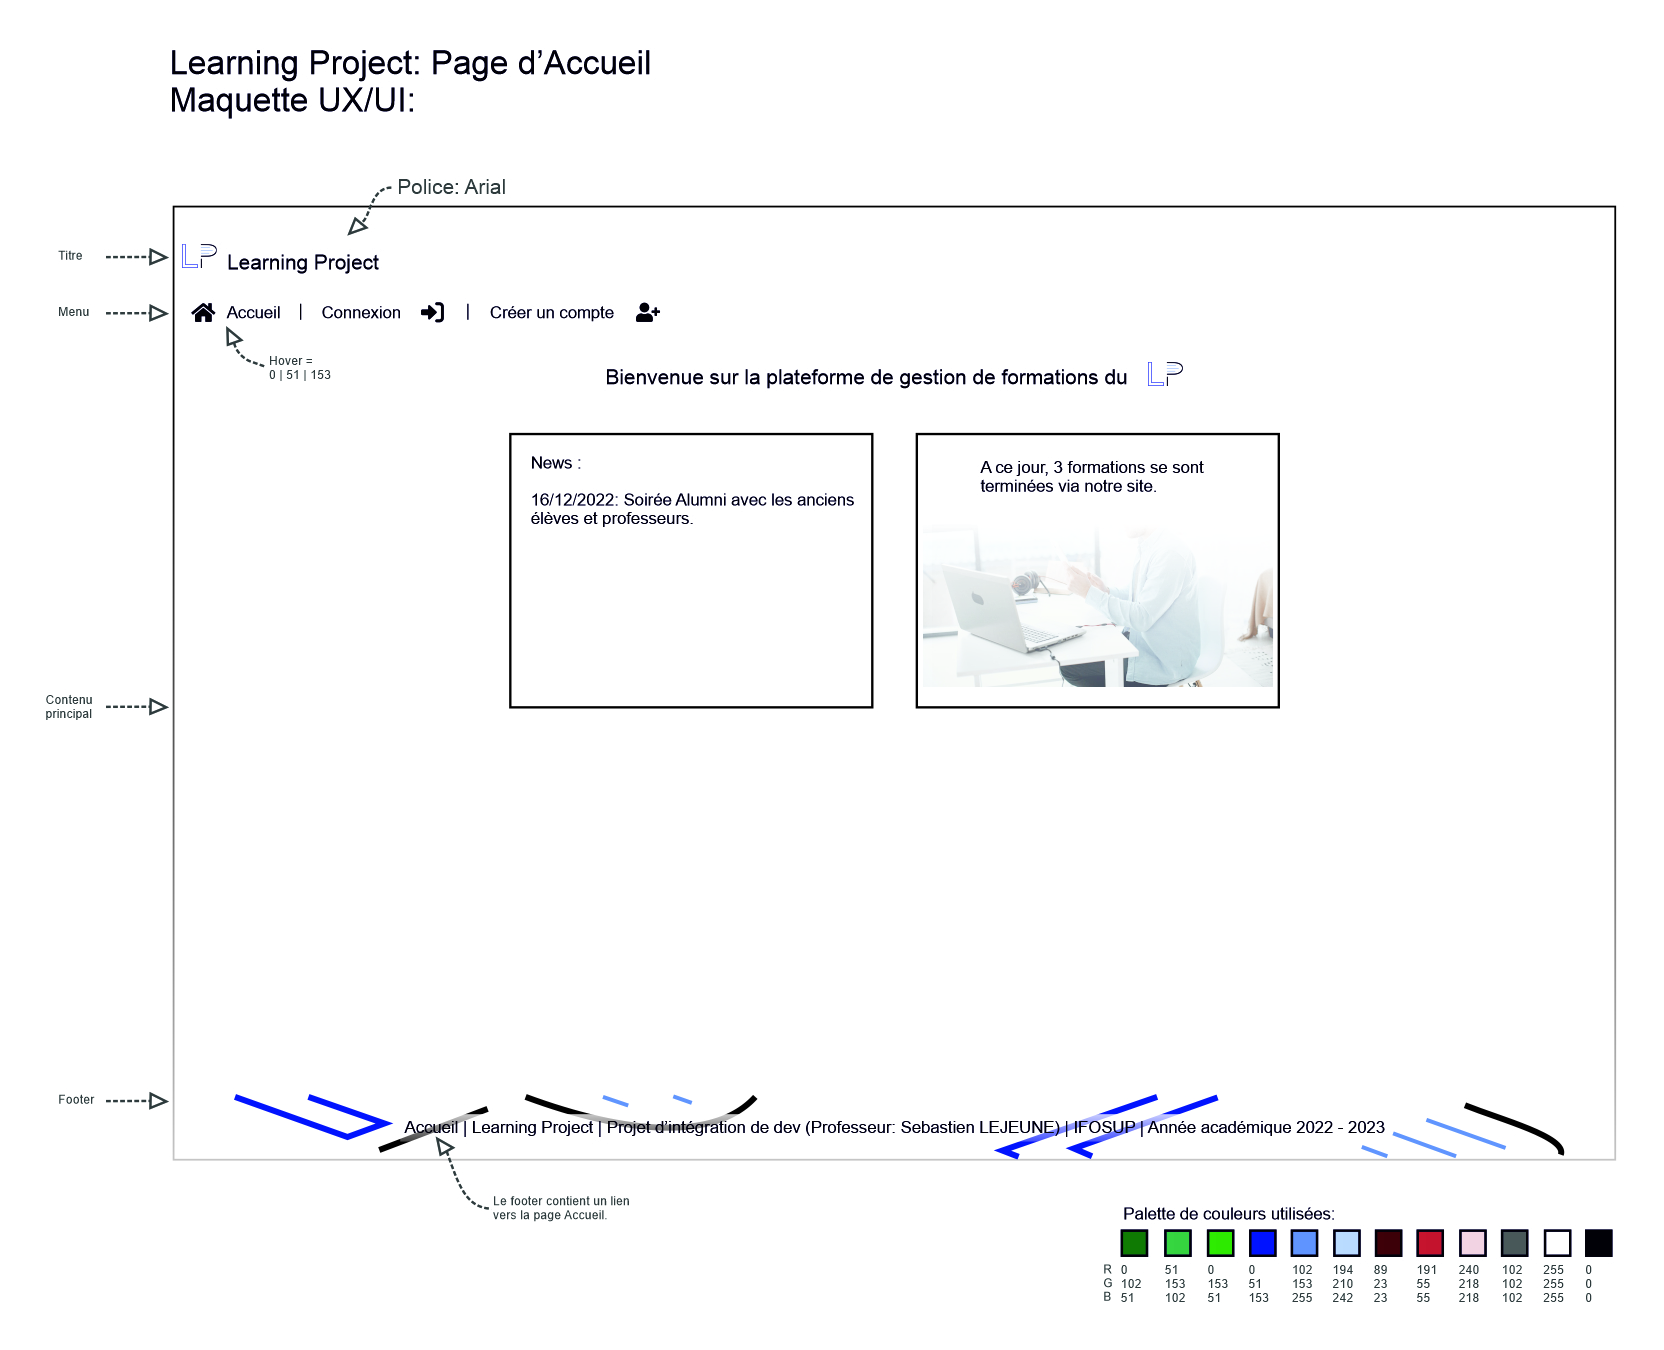 Learning Project: Page d’Accueil
Maquette UX/UI:
Police: Arial
Titre
LP Learning Project
Menu
Accueil | Connexion | Créer un compte
Hover =
0 | 51 | 153
Bienvenue sur la plateforme de gestion de formations du LP
News :
16/12/2022: Soirée Alumni avec les anciens
élèves et professeurs.
A ce jour, 3 formations se sont
terminées via notre site.
Contenu
principal
Footer
Accueil | Learning Project | Projet d’intégration de dev (Professeur: Sebastien LEJEUNE) | IFOSUP | Année académique 2022 - 2023
Le footer contient un lien
vers la page Accueil.
Palette de couleurs utilisées:
R 0 51 0 0 102 194 89 191 240 102 255 0
G 102 153 153 51 153 210 23 55 218 102 255 0
B 51 102 51 153 255 242 23 55 218 102 255 0